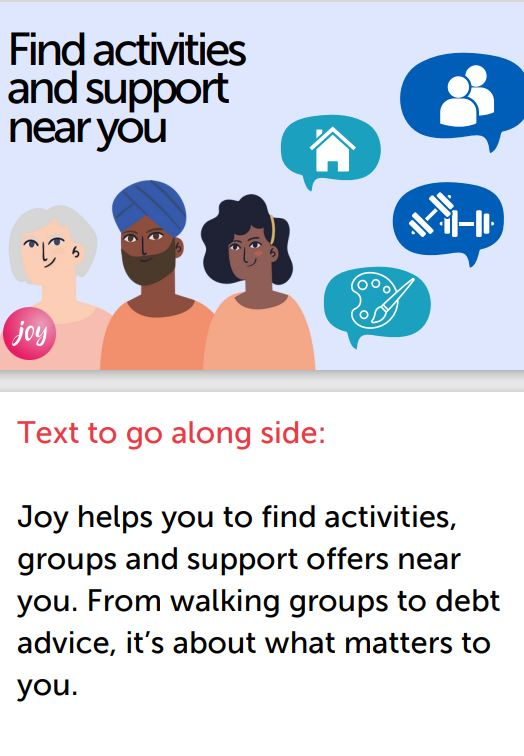 Find activities
and support
near you
joy
Text to go along side:
Joy helps you to find activities,
groups and support offers near
you. From walking groups to debt
advice, it’s about what matters to
you.